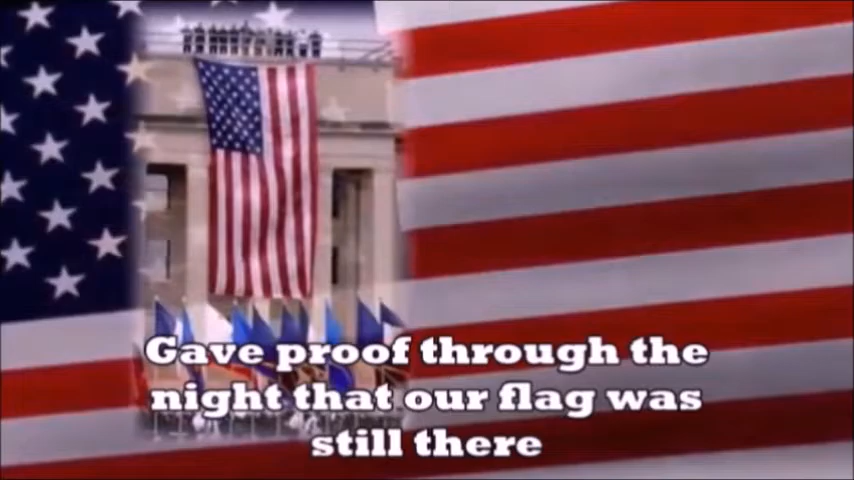 Gave proof through the
night that our flag was
still there